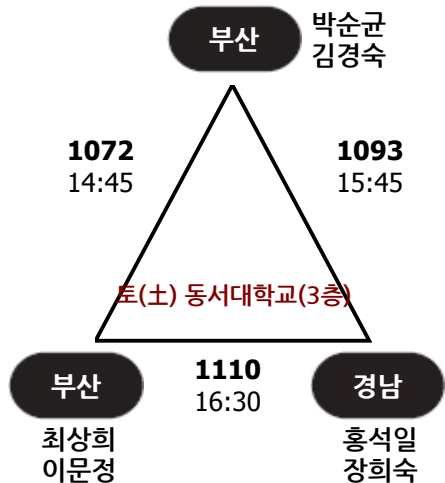 부산
박순균
김경숙
1072
14:45
1093
15:45
토(土) 동서대학교(3층)
부산
최상희
이문정
1110
16:30
경남
홍석일
장희숙